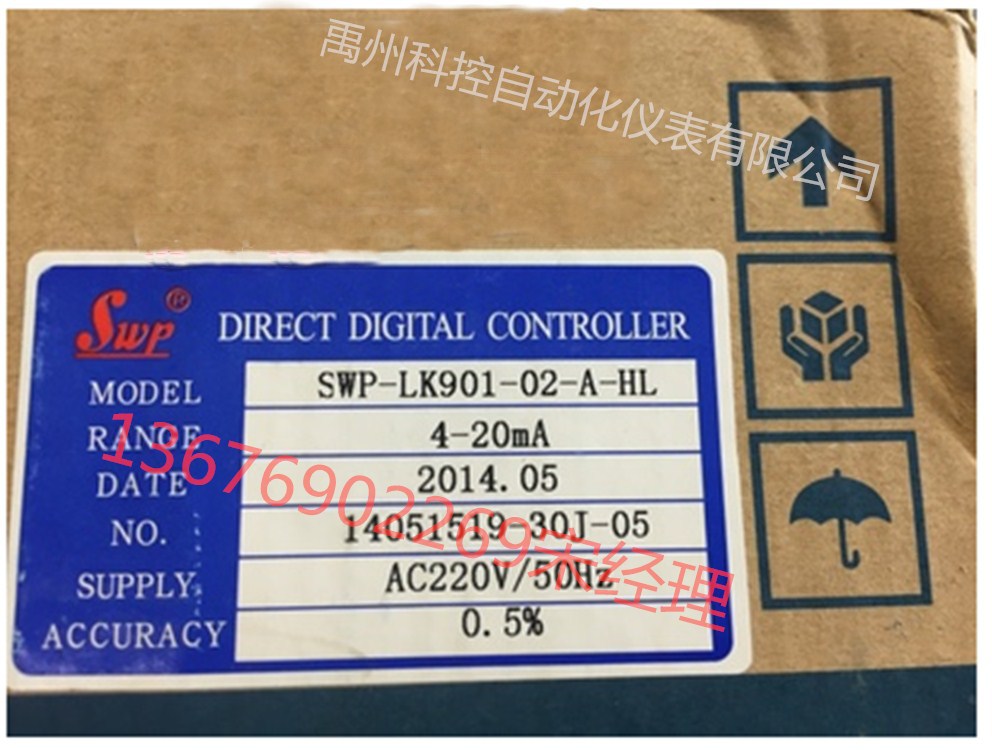 禹州科控自动化仪表有限公司
Swp®
DIRECT DIGITAL CONTROLLER
MODEL SWP-LK901-02-A-HL
RANGE 4-20mA
13676902269宋经理
DATE 2014.05
NO. 14051519-30J-05
SUPPLY AC220V/50Hz
ACCURACY 0.5%